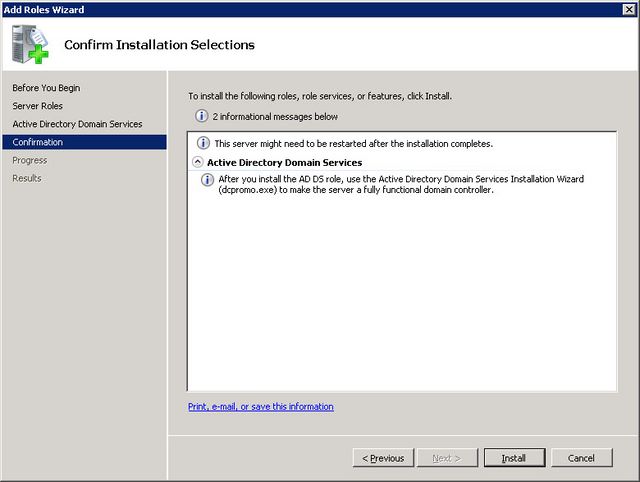 Add Roles Wizard
Confirm Installation Selections
Before You Begin
Server Roles
Active Directory Domain Services
Confirmation
Progress
Results
To install the following roles, role services, or features, click Install.
2 informational messages below
This server might need to be restarted after the installation completes.
Active Directory Domain Services
After you install the AD DS role, use the Active Directory Domain Services Installation Wizard
(dcpromo.exe) to make the server a fully functional domain controller.
Print, e-mail, or save this information
< Previous
Next >
Install
Cancel